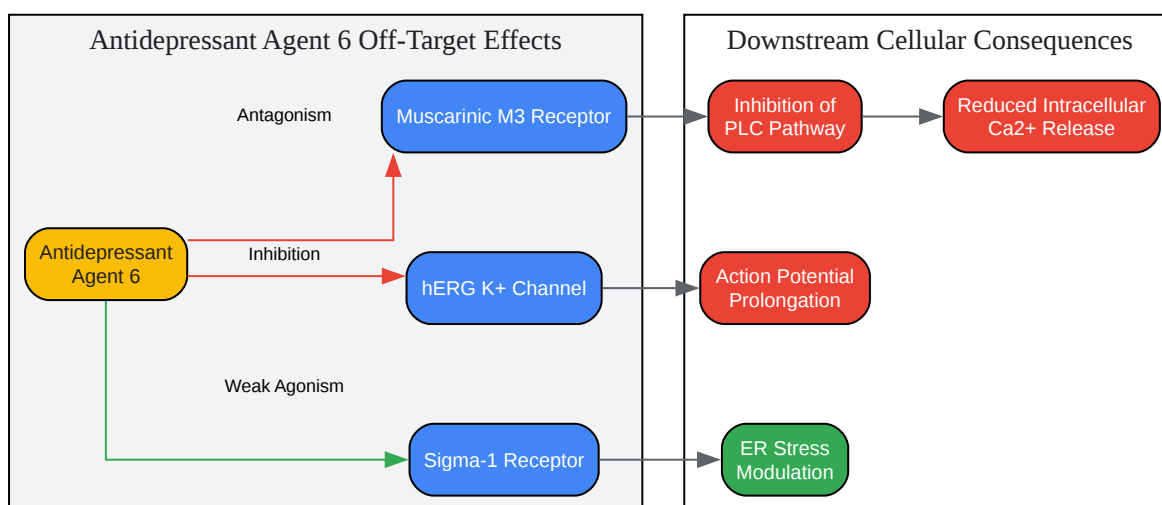 Antidepressant Agent 6 Off-Target Effects
Downstream Cellular Consequences
Antagonism
Muscarinic M3 Receptor
Inhibition of
PLC Pathway
Reduced Intracellular
Ca2+ Release
Antidepressant
Agent 6
Inhibition
hERG K+ Channel
Action Potential
Prolongation
Weak Agonism
Sigma-1 Receptor
ER Stress
Modulation